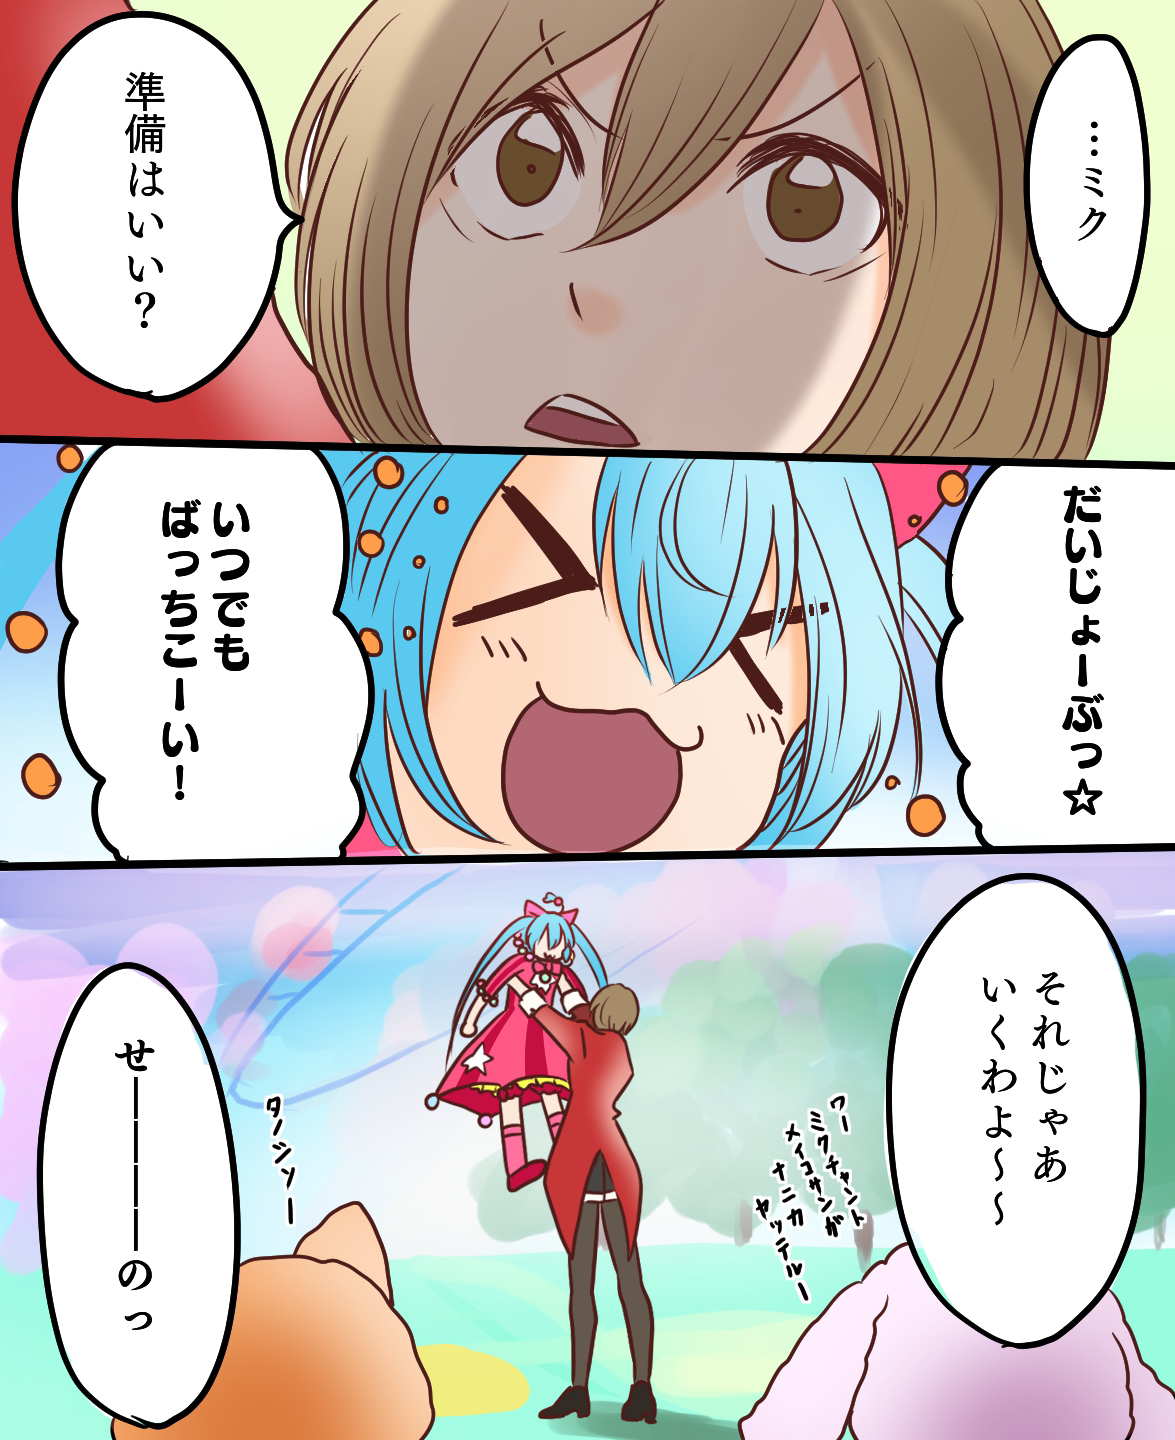 …ミク
準備はいい?
だいじょーぶっ☆
いつでも
ばっちこーい!
それじゃあ
いくわよ～～
ワー
ミクチャント
メイコサンガ
ナニカ
ヤッテルー
タノシソー
せ―――――のっ